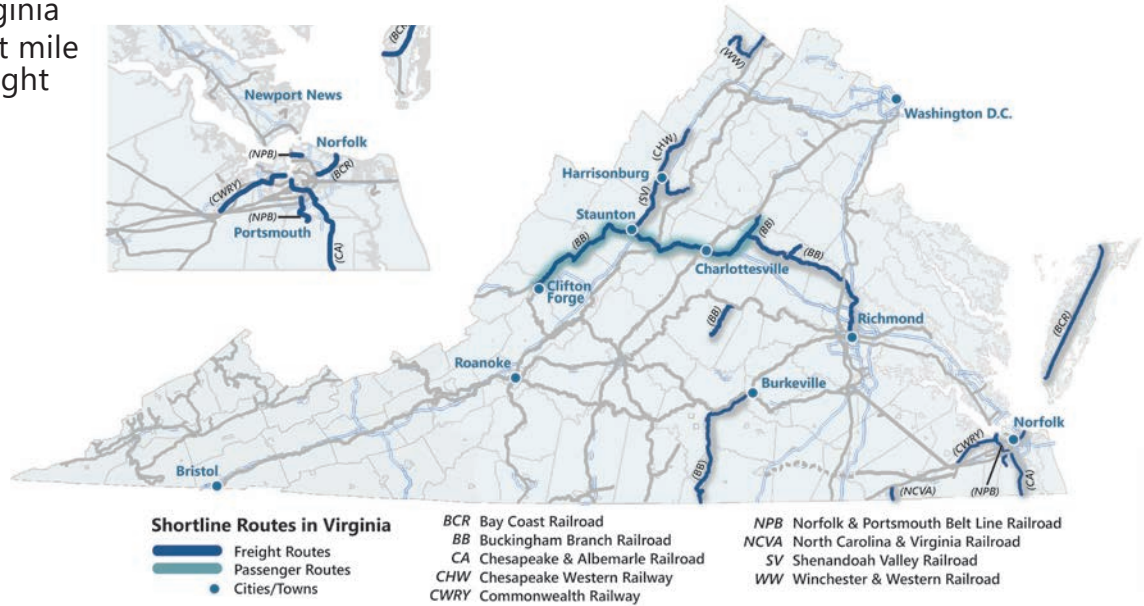 ginia
t mile
ght
(BCR)
Newport News
Norfolk
(NPB)
(BCR)
(CWRY)
(NPB)
Portsmouth
(CA)
(WW)
Washington D.C.
(CHW)
Harrisonburg
(SV)
Staunton
(BB)
(BB)
(BB)
Charlottesville
Clifton
Forge
(BB)
Richmond
(BCR)
Roanoke
Burkeville
Norfolk
(CWRY)
Bristol
(BB)
(NCVA)
(NPB)
(CA)
Shortline Routes in Virginia
Freight Routes
Passenger Routes
Cities/Towns
BCR Bay Coast Railroad
BB Buckingham Branch Railroad
CA Chesapeake & Albemarle Railroad
CHW Chesapeake Western Railway
CWRY Commonwealth Railway
NPB Norfolk & Portsmouth Belt Line Railroad
NCVA North Carolina & Virginia Railroad
SV Shenandoah Valley Railroad
WW Winchester & Western Railroad